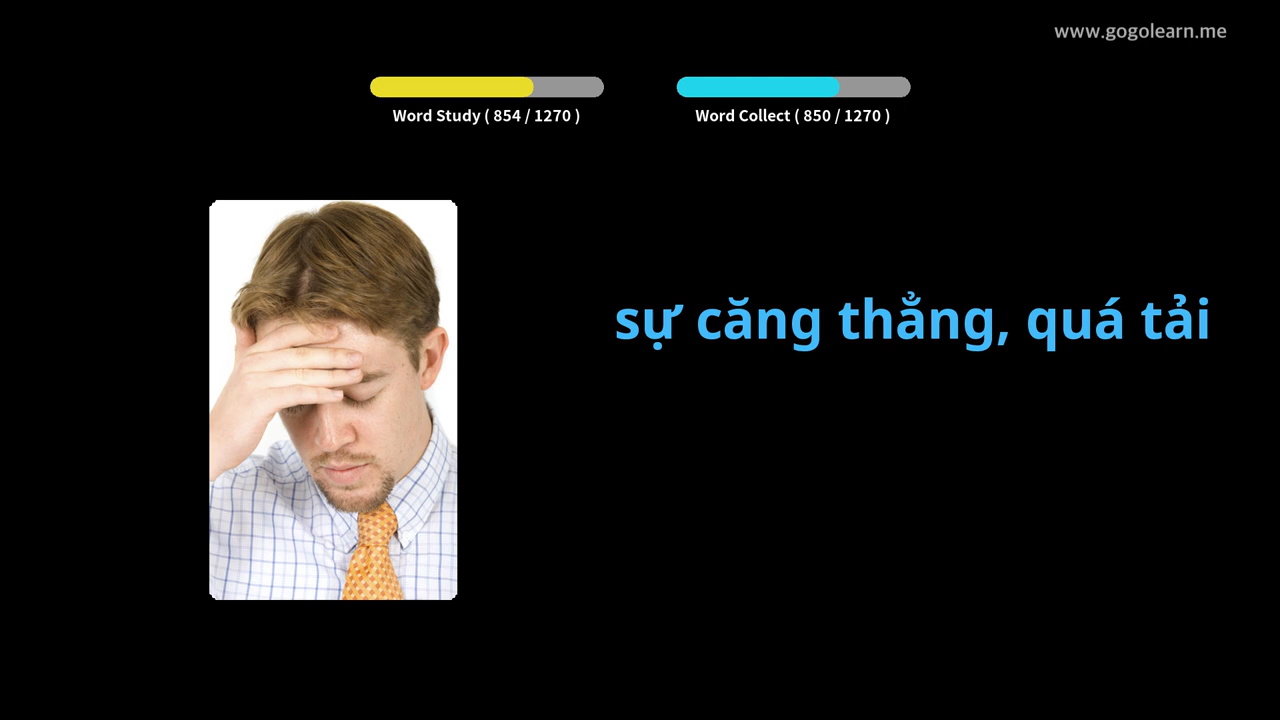 www.gogolearn.me
Word Study ( 854 / 1270 )
Word Collect ( 850 / 1270 )
sự căng thẳng, quá tải